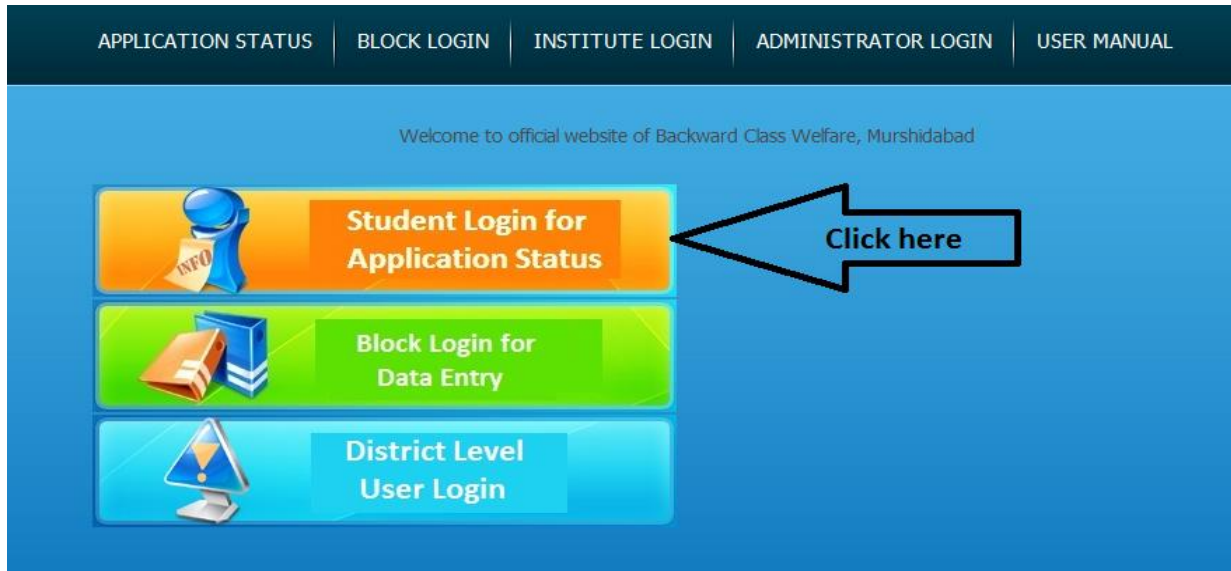 APPLICATION STATUS BLOCK LOGIN INSTITUTE LOGIN ADMINISTRATOR LOGIN USER MANUAL
Welcome to official website of Backward Class Welfare, Murshidabad
INFO
Student Login for
Application Status
Click here
Block Login for
Data Entry
District Level
User Login